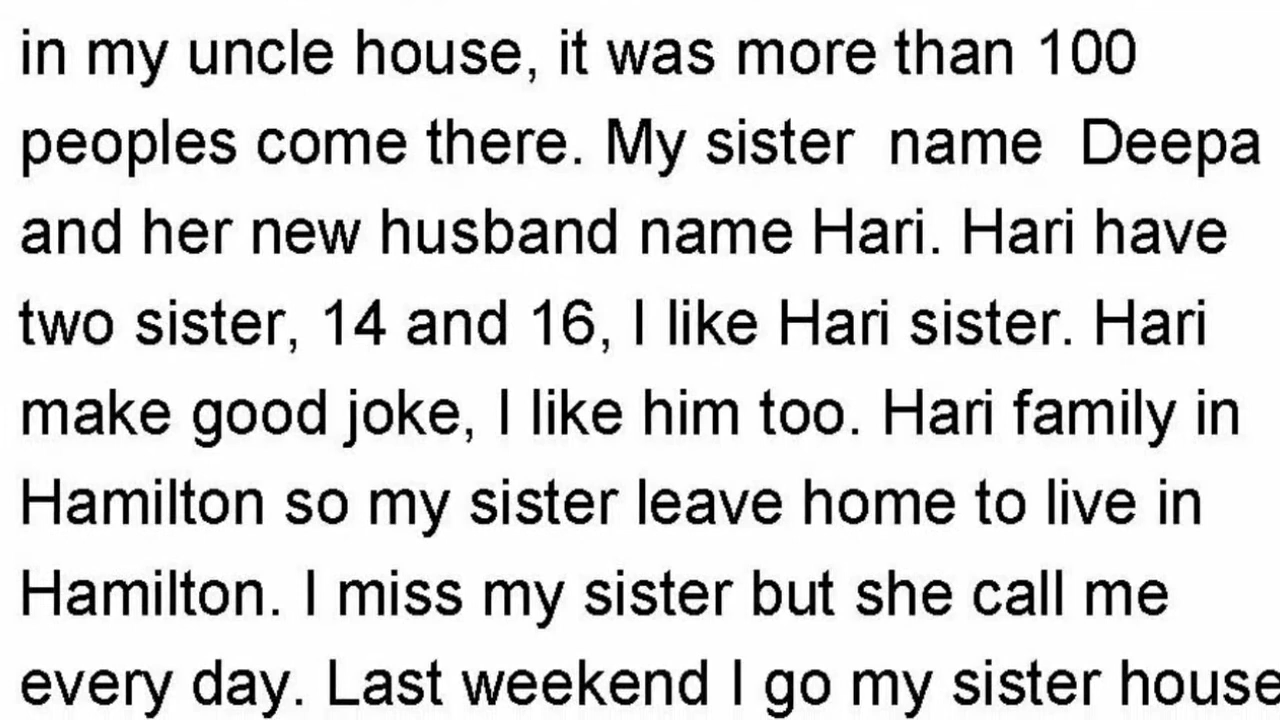 in my uncle house, it was more than 100
peoples come there. My sister name Deepa
and her new husband name Hari. Hari have
two sister, 14 and 16, I like Hari sister. Hari
make good joke, I like him too. Hari family in
Hamilton so my sister leave home to live in
Hamilton. I miss my sister but she call me
every day. Last weekend I go my sister house